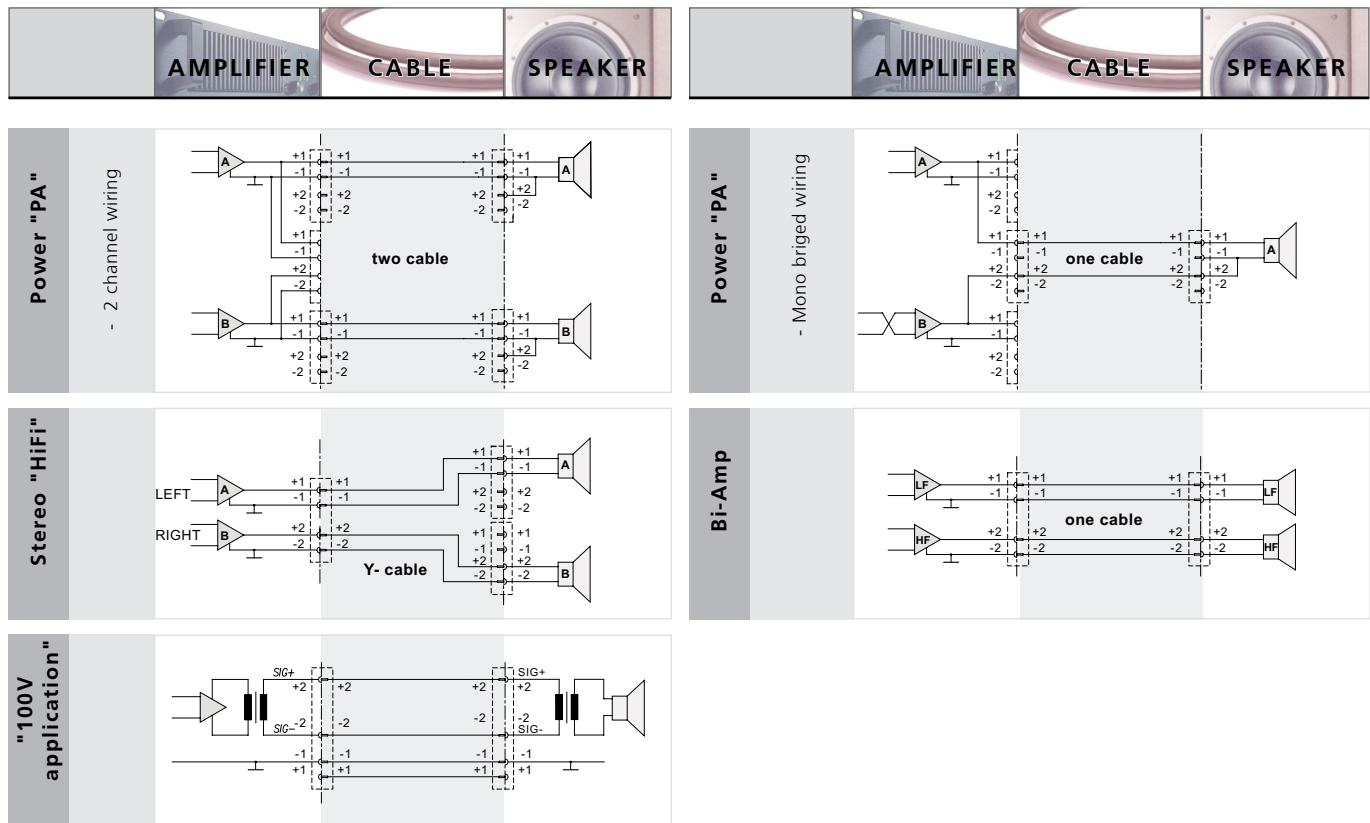 AMPLIFIER CABLE SPEAKER
AMPLIFIER CABLE SPEAKER
Power "PA"
- 2 channel wiring
A +1 +1 +1 +1
-1 -1 -1 -1 A
+2 +2 +2
-2 -2 -2 -2
+1
-1
two cable
+2
-2
B +1 +1 +1 +1
-1 -1 -1 -1 B
+2 +2 +2 +2
-2 -2 -2 -2
Power "PA"
- Mono briged wiring
A +1
-1
+2
-2
+1 +1 +1 +1
-1 -1 one cable -1 -1 A
+2 +2 +2 +2
-2 -2 -2 -2
B +1
-1
+2
-2
Stereo "HiFi"
+1 +1
-1 -1 A
LEFT A +1 +1
-1 -1
+2 +2
-2 -2
RIGHT B +2 +2
-2 -2
+1 +1
-1 -1
+2 +2
Y- cable -2 -2 B
Bi-Amp
LF +1 +1 +1 +1
-1 -1 -1 -1 LF
one cable
HF +2 +2 +2 +2
-2 -2 -2 -2 HF
"100V
application"
SIG+ SIG+
+2 +2 +2 +2
-2 -2 -2 -2
SIG– SIG-
-1 -1 -1 -1
+1 +1 +1 +1